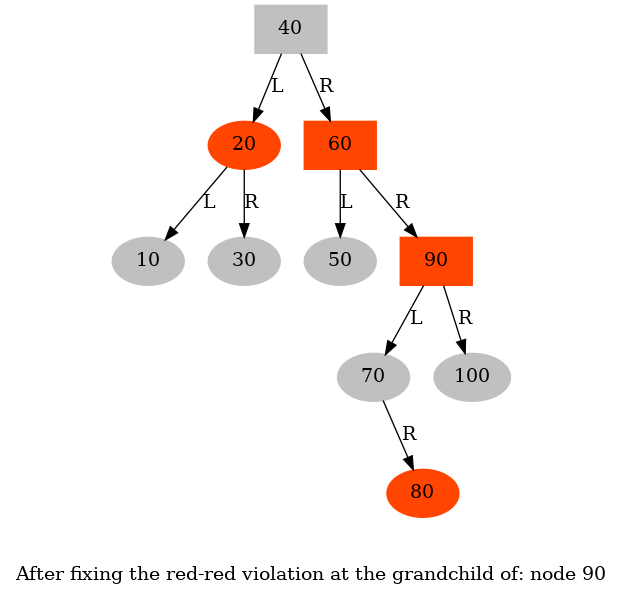 40
L R
20 60
L R L R
10 30 50 90
L R
70 100
R
80
After fixing the red-red violation at the grandchild of: node 90